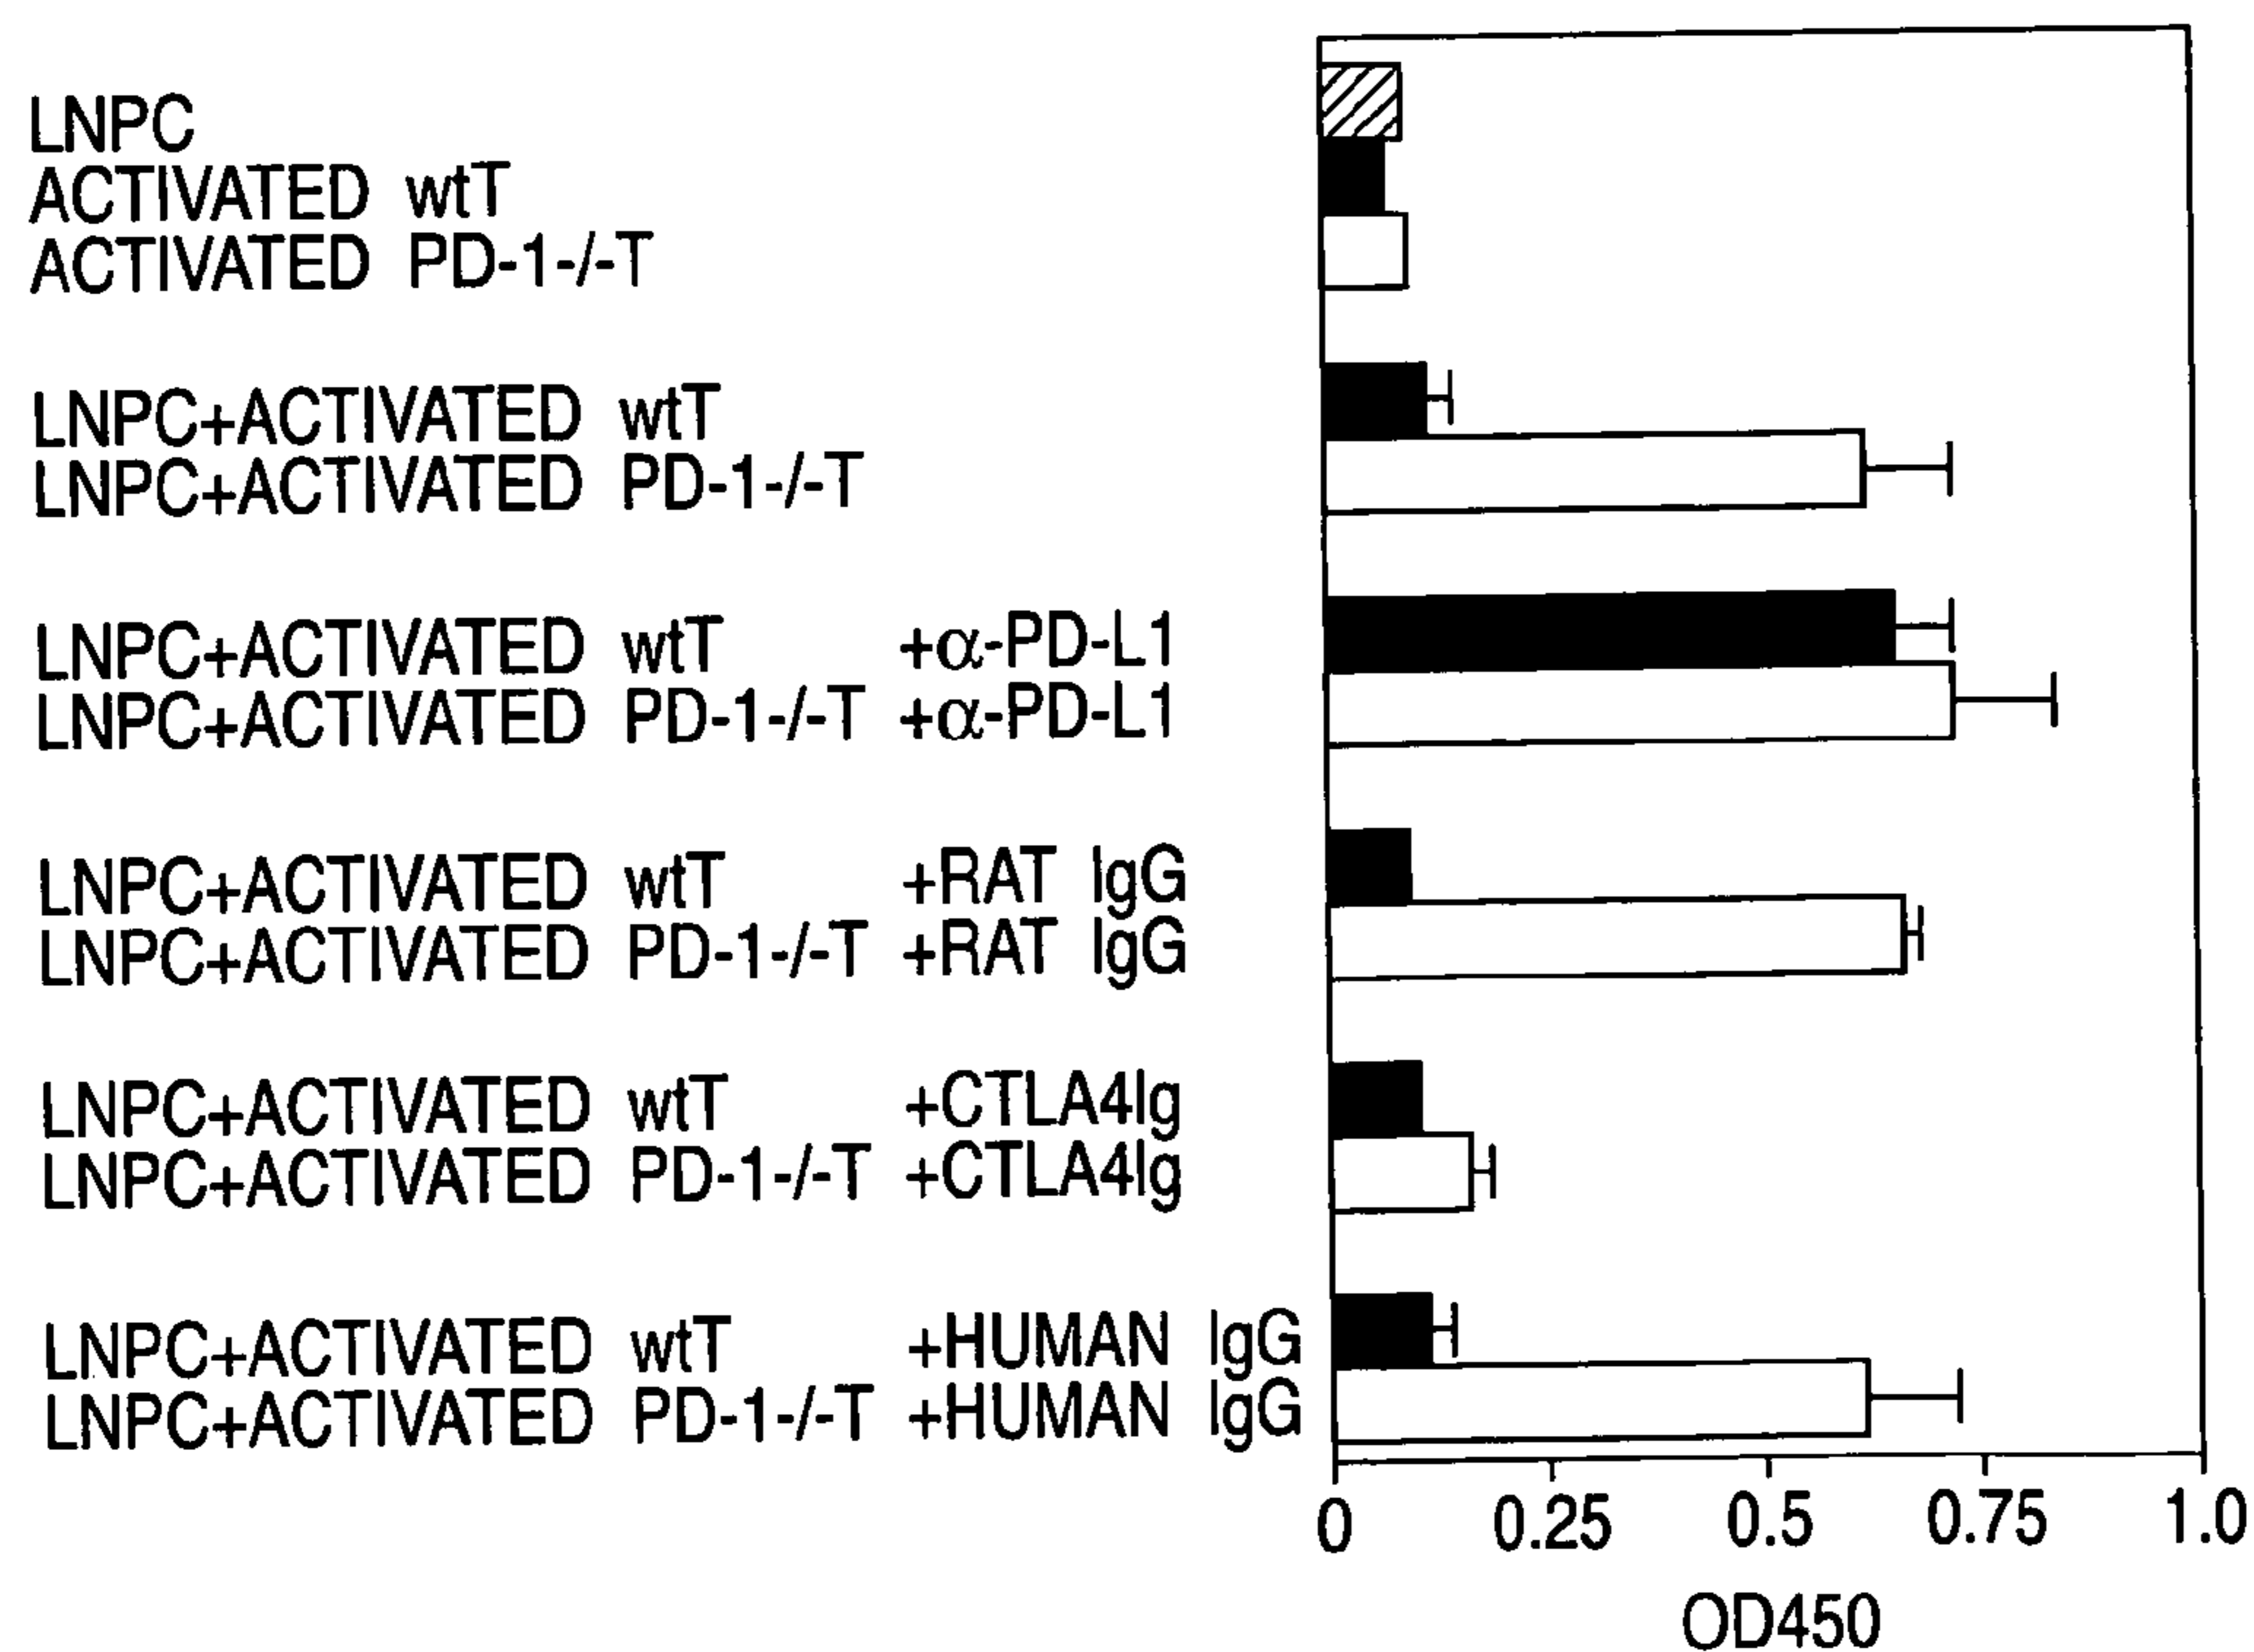 LNPC
ACTIVATED wtT
ACTIVATED PD-1-/-T
LNPC+ACTIVATED wtT
LNPC+ACTIVATED PD-1-/-T
LNPC+ACTIVATED wtT +α-PD-L1
LNPC+ACTIVATED PD-1-/-T +α-PD-L1
LNPC+ACTIVATED wtT +RAT IgG
LNPC+ACTIVATED PD-1-/-T +RAT IgG
LNPC+ACTIVATED wtT +CTLA4Ig
LNPC+ACTIVATED PD-1-/-T +CTLA4Ig
LNPC+ACTIVATED wtT +HUMAN IgG
LNPC+ACTIVATED PD-1-/-T +HUMAN IgG
0 0.25 0.5 0.75 1.0
OD450